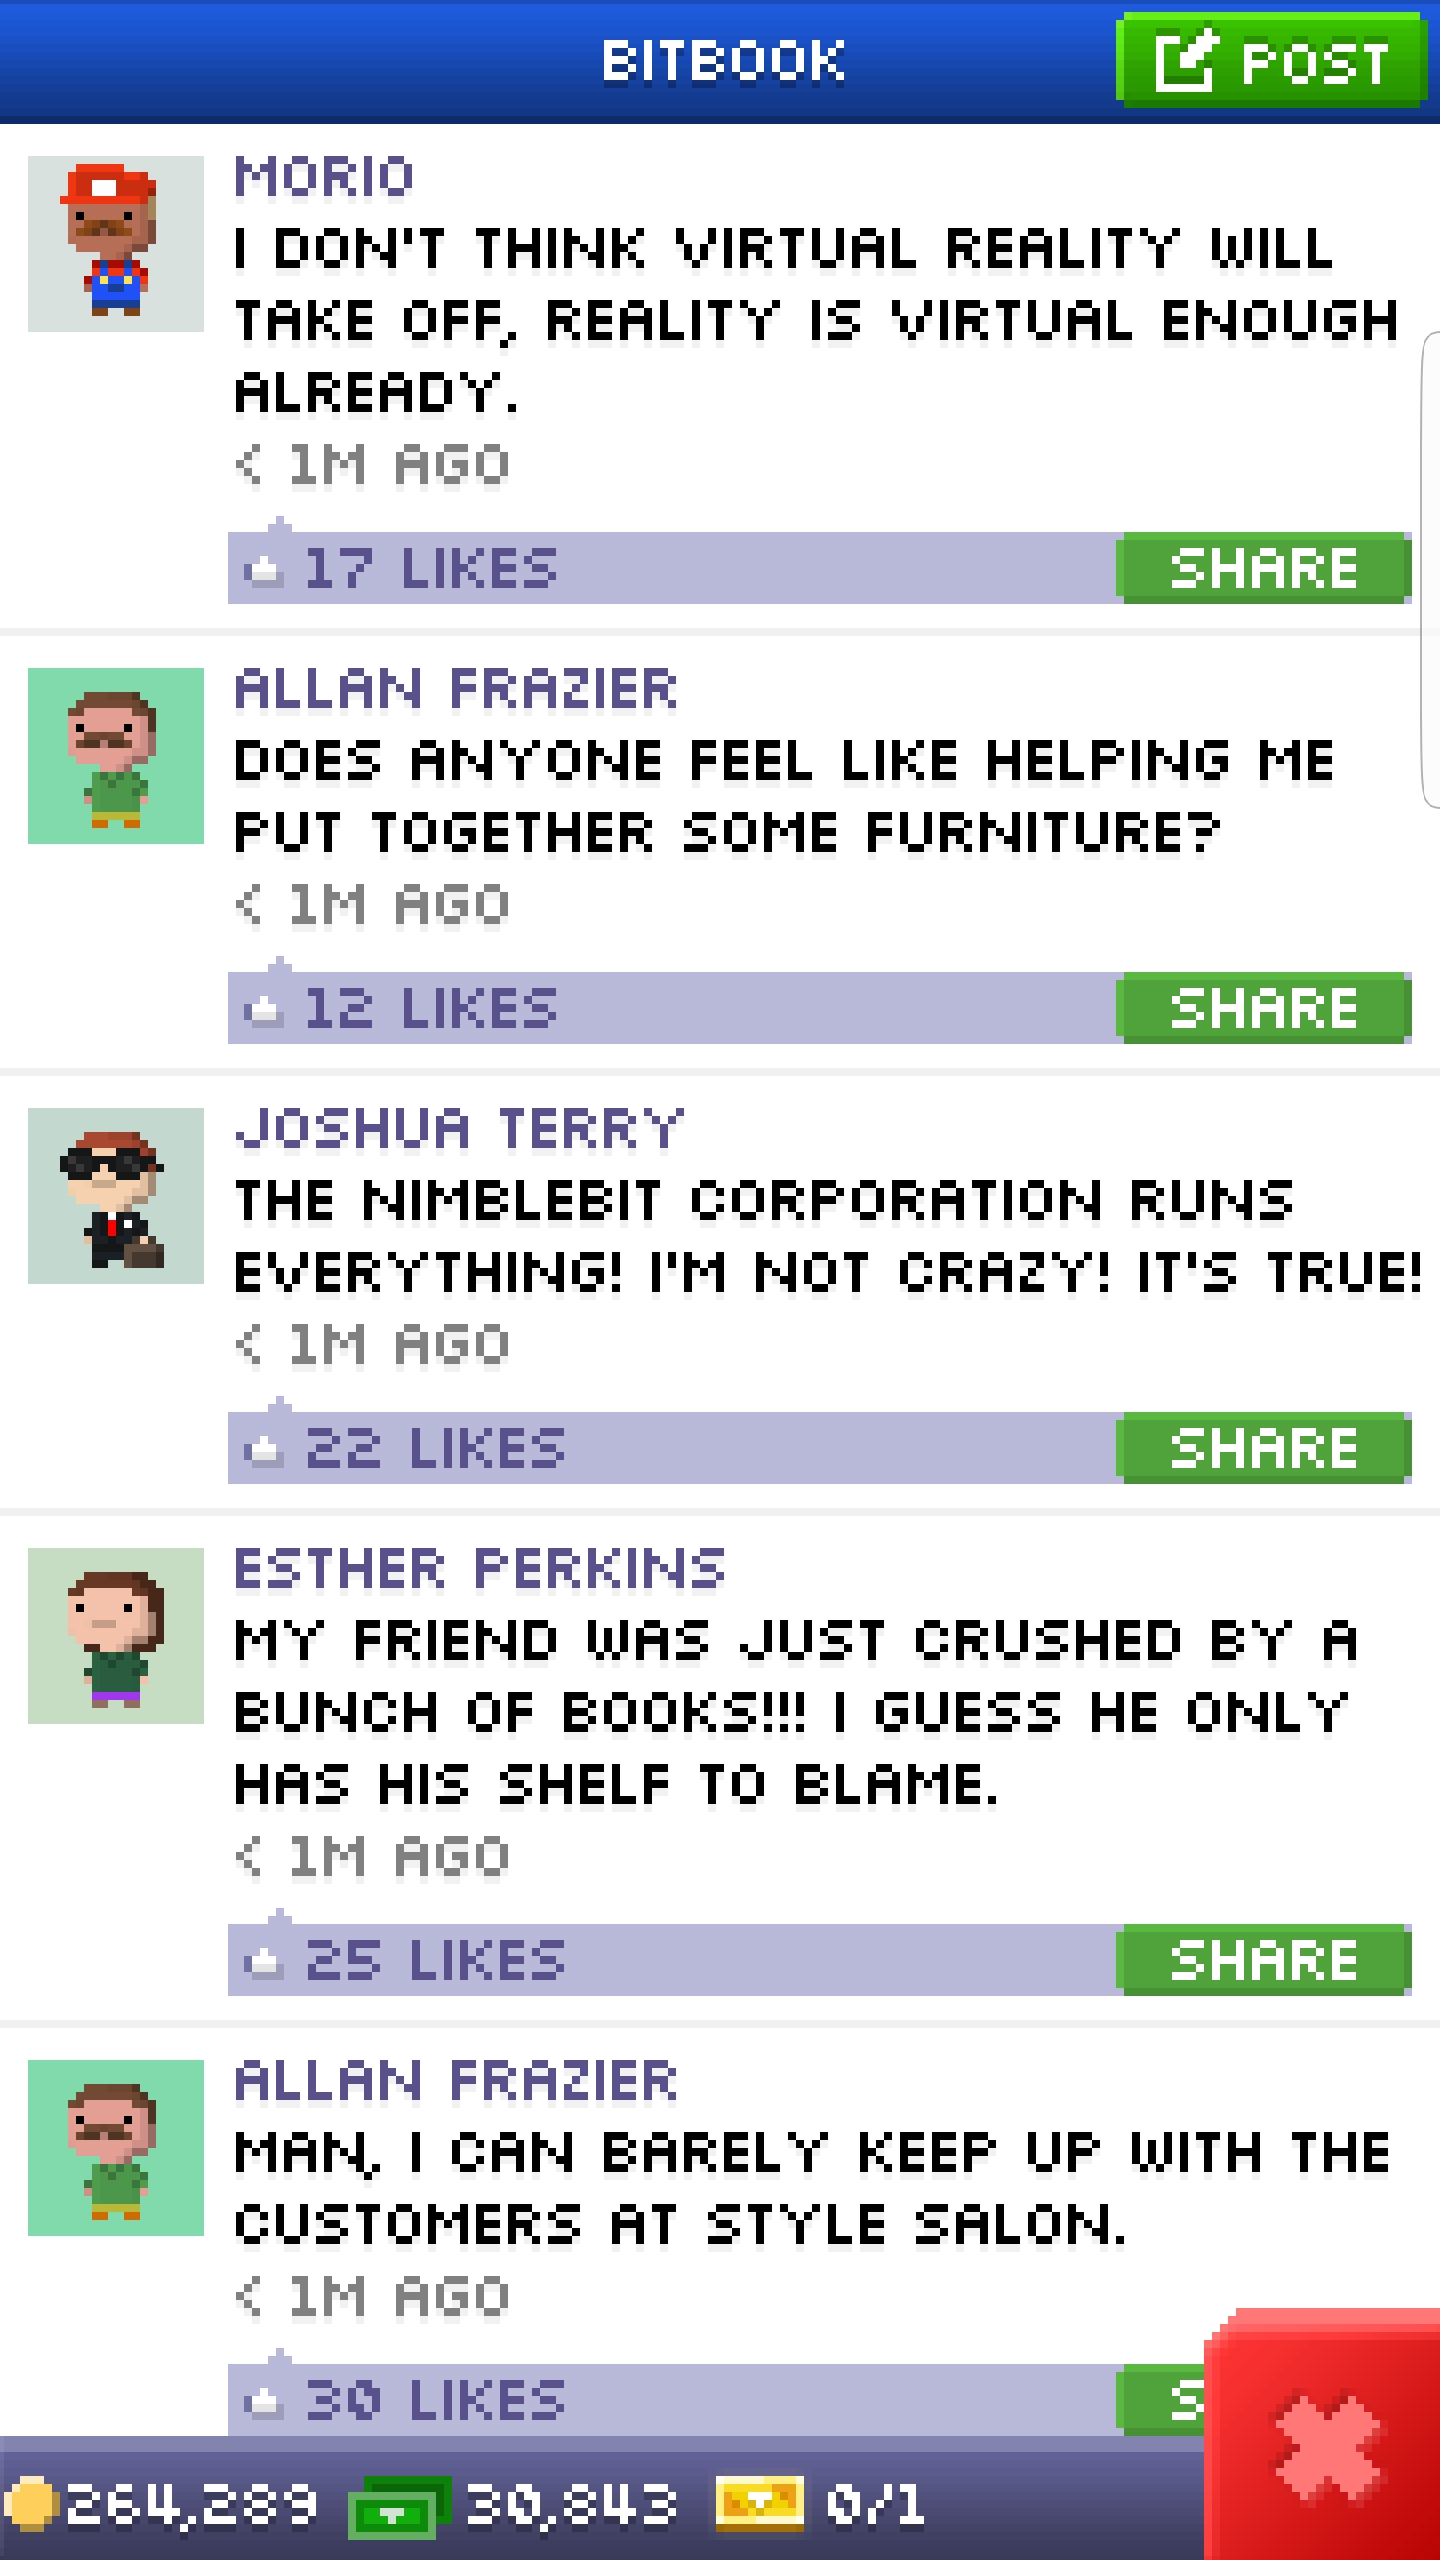 BITBOOK
POST
MORIO
I DON'T THINK VIRTUAL REALITY WILL
TAKE OFF, REALITY IS VIRTUAL ENOUGH
ALREADY.
< 1M AGO
17 LIKES
SHARE
ALLAN FRAZIER
DOES ANYONE FEEL LIKE HELPING ME
PUT TOGETHER SOME FURNITURE?
< 1M AGO
12 LIKES
SHARE
JOSHUA TERRY
THE NIMBLEBIT CORPORATION RUNS
EVERYTHING! I'M NOT CRAZY! IT'S TRUE!
< 1M AGO
22 LIKES
SHARE
ESTHER PERKINS
MY FRIEND WAS JUST CRUSHED BY A
BUNCH OF BOOKS!!! I GUESS HE ONLY
HAS HIS SHELF TO BLAME.
< 1M AGO
25 LIKES
SHARE
ALLAN FRAZIER
MAN, I CAN BARELY KEEP UP WITH THE
CUSTOMERS AT STYLE SALON.
< 1M AGO
30 LIKES
S
264,289
30,843
0/1